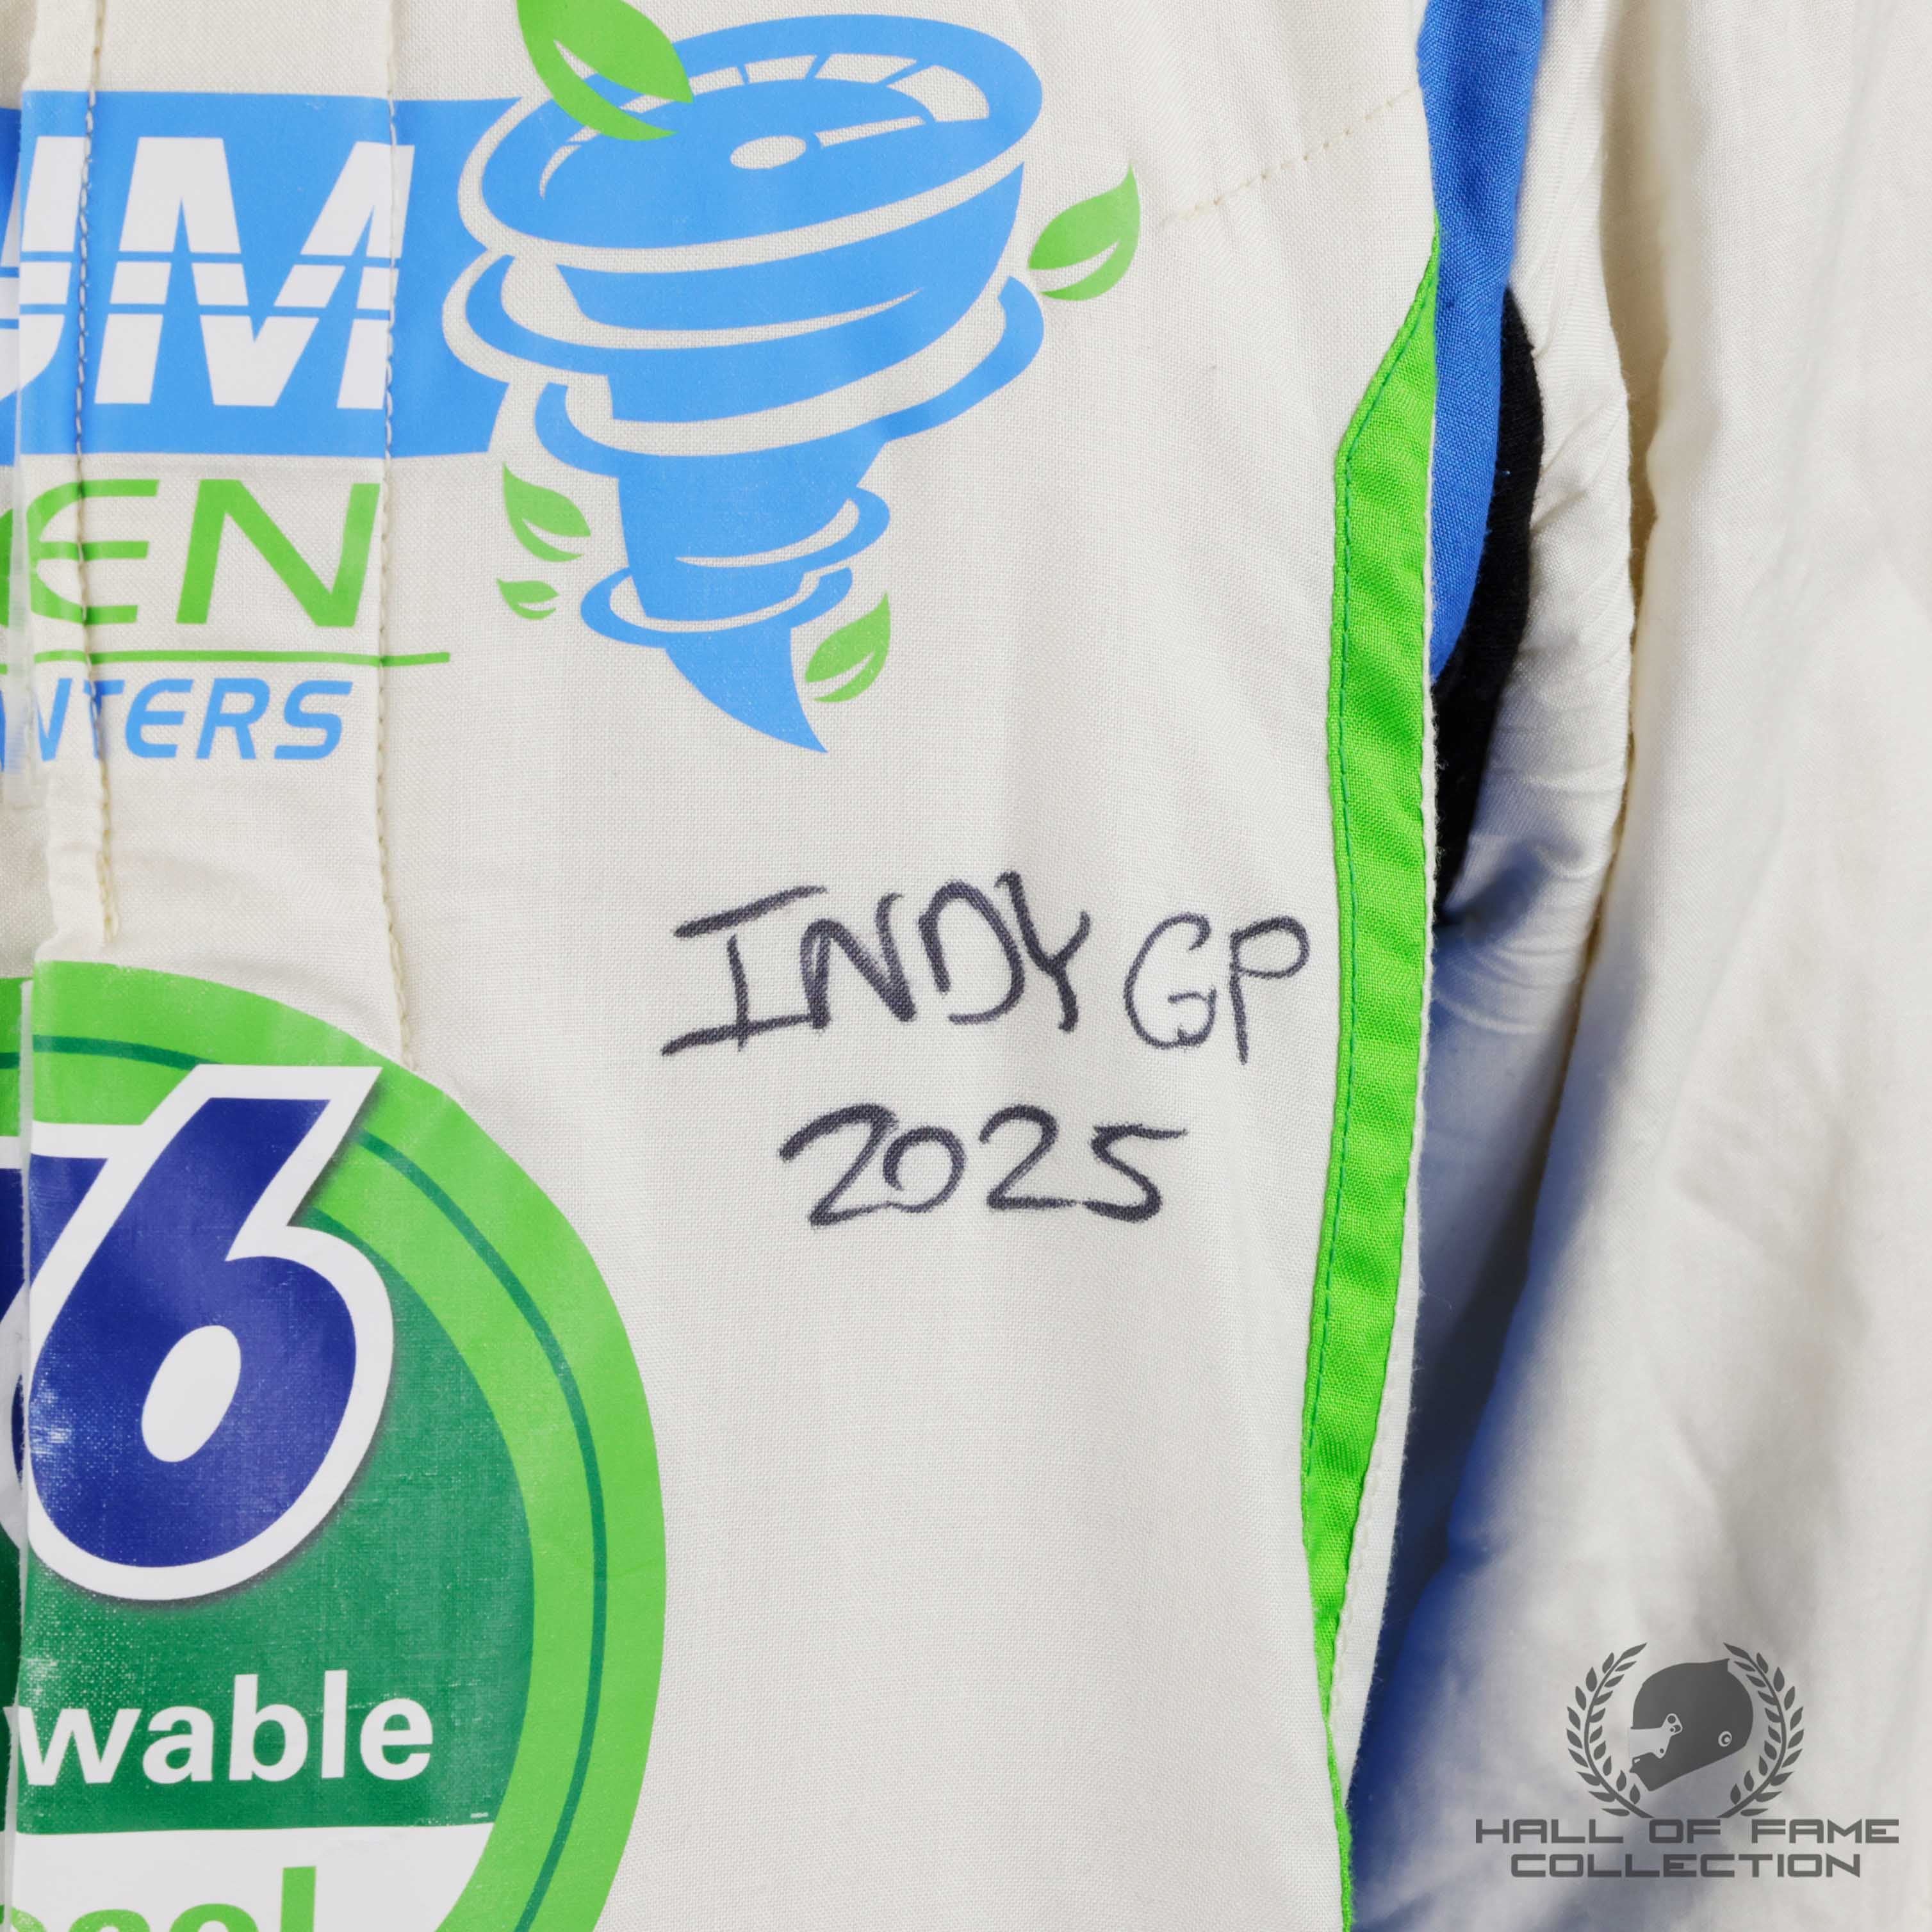 UM
EN
NTERS
INDY GP
2025
6
wable
HALL OF FAME
COLLECTION